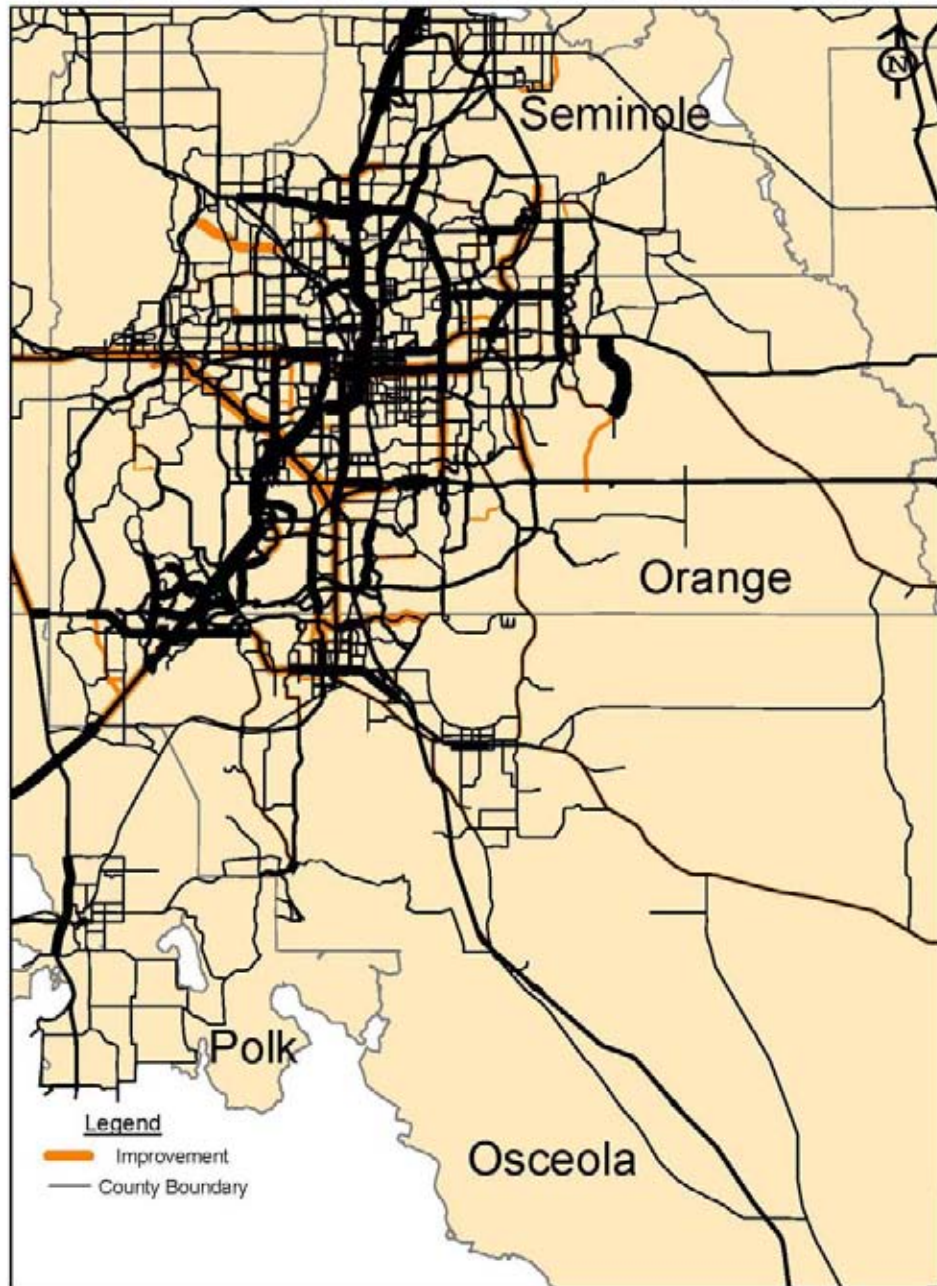 N
Seminole
Orange
Polk
Legend
Improvement
County Boundary
Osceola